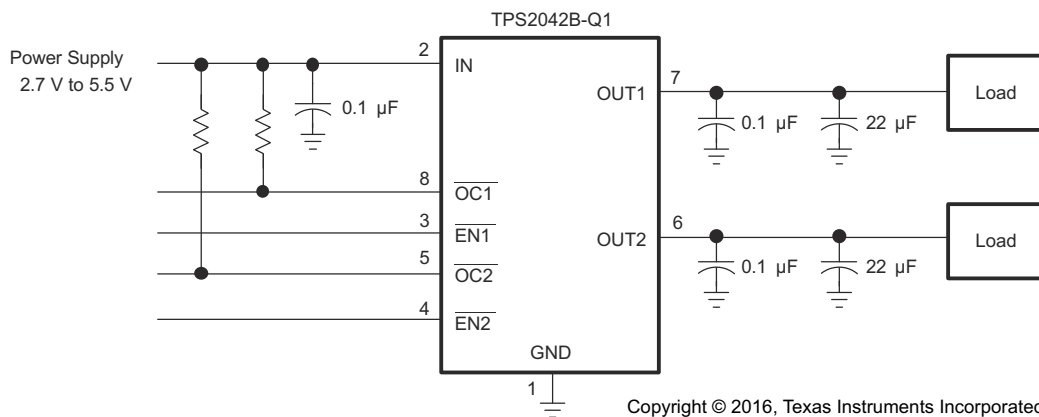 TPS2042B-Q1
Power Supply
2.7 V to 5.5 V
2
IN
0.1 µF
8
OC1
3
EN1
5
OC2
4
EN2
GND
1
OUT1
7
0.1 µF
22 µF
Load
OUT2
6
0.1 µF
22 µF
Load
Copyright © 2016, Texas Instruments Incorporated